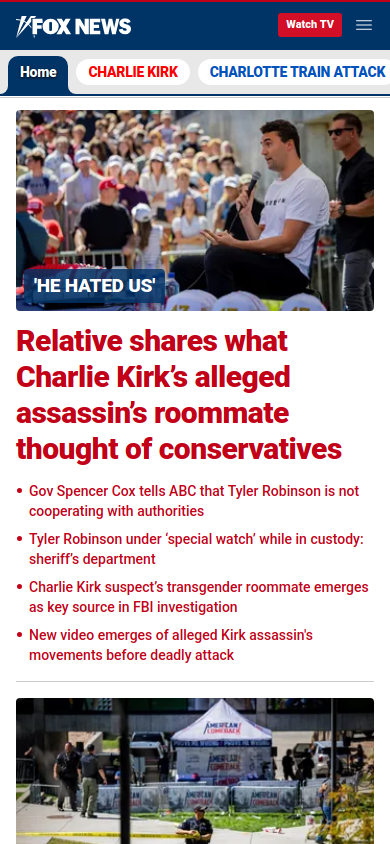 FOX NEWS
Watch TV
Home
CHARLIE KIRK
CHARLOTTE TRAIN ATTACK
'HE HATED US'
Relative shares what
Charlie Kirk’s alleged
assassin’s roommate
thought of conservatives
• Gov Spencer Cox tells ABC that Tyler Robinson is not
cooperating with authorities
• Tyler Robinson under ‘special watch’ while in custody:
sheriff’s department
• Charlie Kirk suspect’s transgender roommate emerges
as key source in FBI investigation
• New video emerges of alleged Kirk assassin's
movements before deadly attack
AMERICAN
COMEBACK